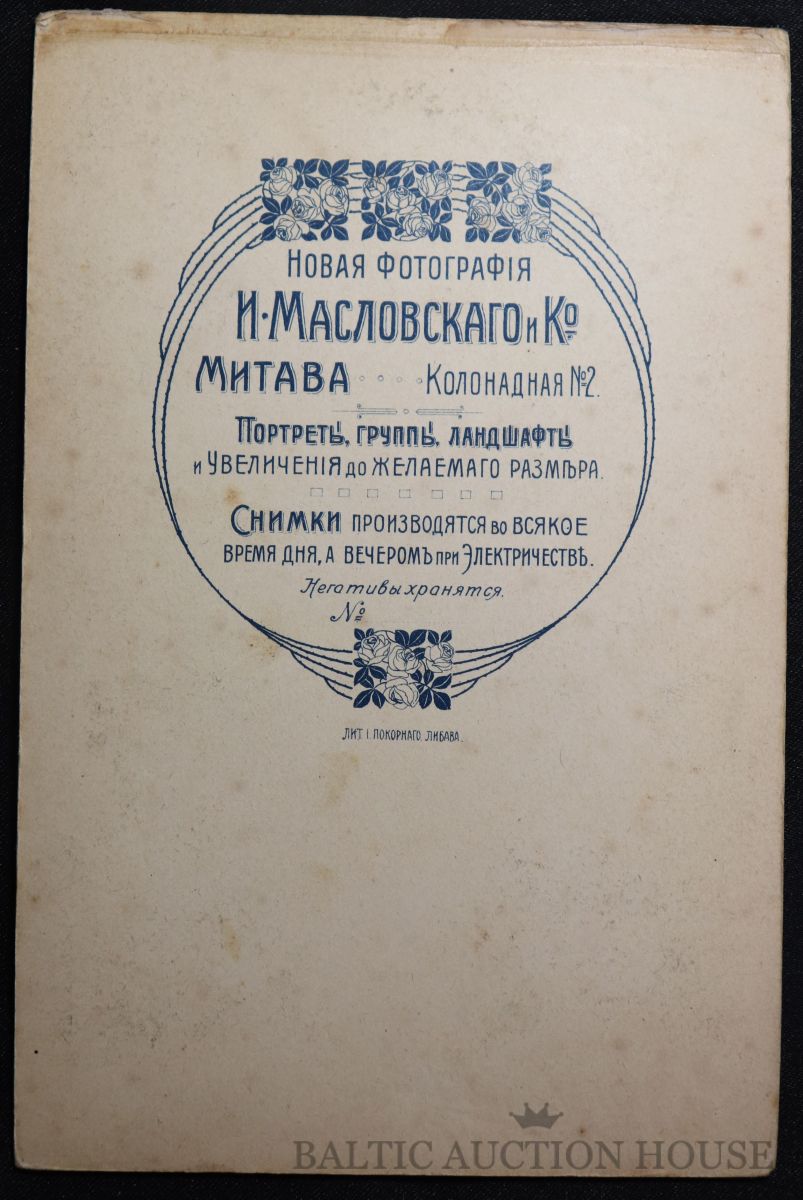 Новая Фотографія
И. Масловскаго и Ко
Митава Колонадная №2.
Портреты, группы, ландшафты
и Увеличенія до желаемаго размѣра.
Снимки производятся во всякое
время дня, а вечеромъ при Электричествѣ.
Негативы хранятся.
№
ЛИТ. І. ПОКОРНАГО, ЛИБАВА.
BALTIC AUCTION HOUSE